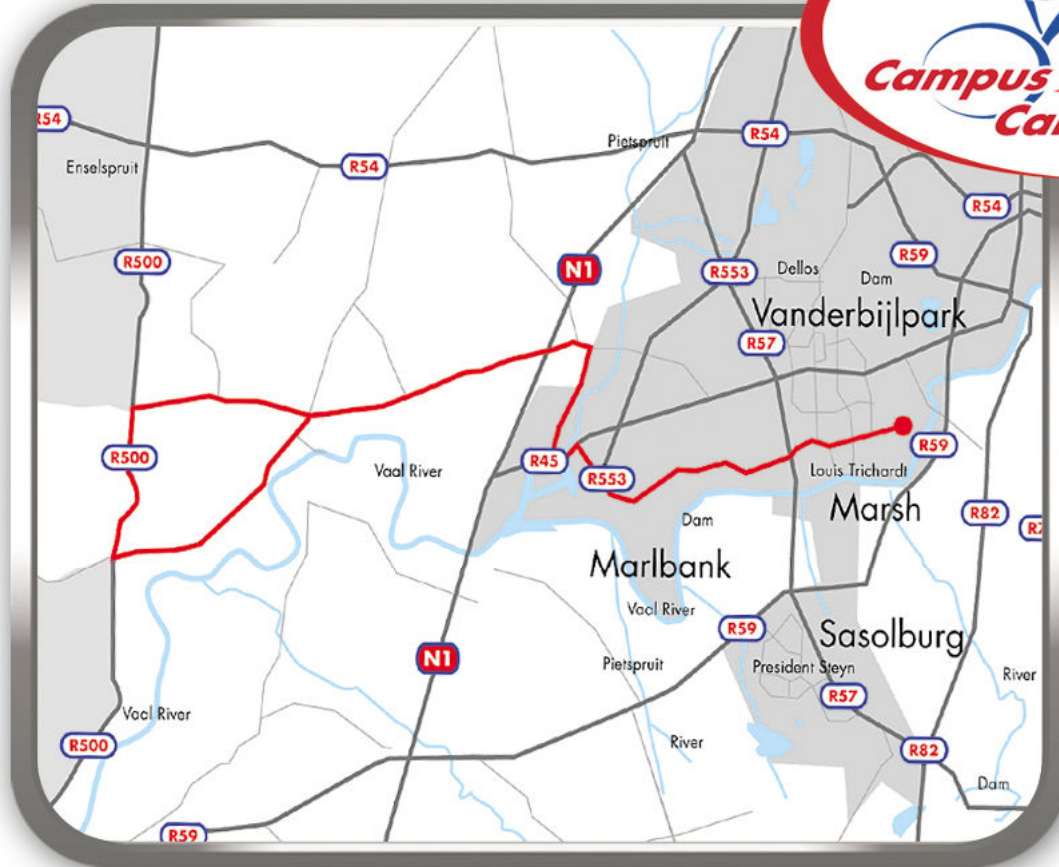 Campus
R54
Pietspruit
R54
Enselspruit
R54
R54
R500
N1
R553
Dellos
Dam
R59
Vanderbijlpark
R57
R500
Vaal River
R45
R553
Louis Trichardt
R59
Dam
Marsh
R82
Marlbank
Vaal River
R59
Sasolburg
N1
Pietspruit
President Steyn
River
R57
Vaal River
R500
River
R82
Dam
R59